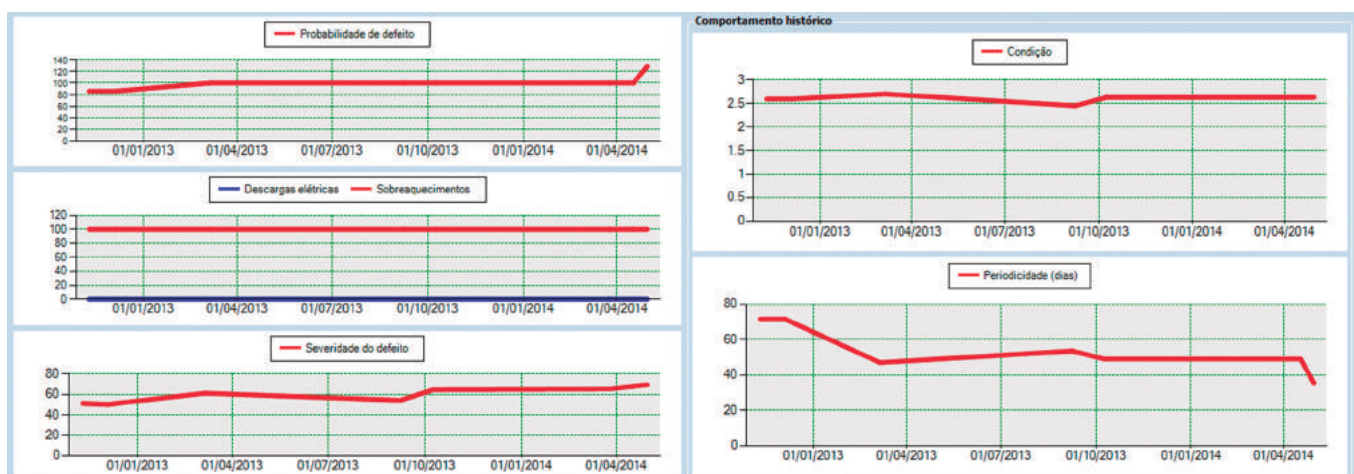 Probabilidade de defeito
140
120
100
80
60
40
20
0
01/01/2013 01/04/2013 01/07/2013 01/10/2013 01/01/2014 01/04/2014
Descargas elétricas Sobreaquecimentos
120
100
80
60
40
20
0
01/01/2013 01/04/2013 01/07/2013 01/10/2013 01/01/2014 01/04/2014
Severidade do defeito
80
60
40
20
0
01/01/2013 01/04/2013 01/07/2013 01/10/2013 01/01/2014 01/04/2014
Comportamento histórico
Condição
3
2.5
2
1.5
1
0.5
0
01/01/2013 01/04/2013 01/07/2013 01/10/2013 01/01/2014 01/04/2014
Periodicidade (dias)
80
60
40
20
0
01/01/2013 01/04/2013 01/07/2013 01/10/2013 01/01/2014 01/04/2014